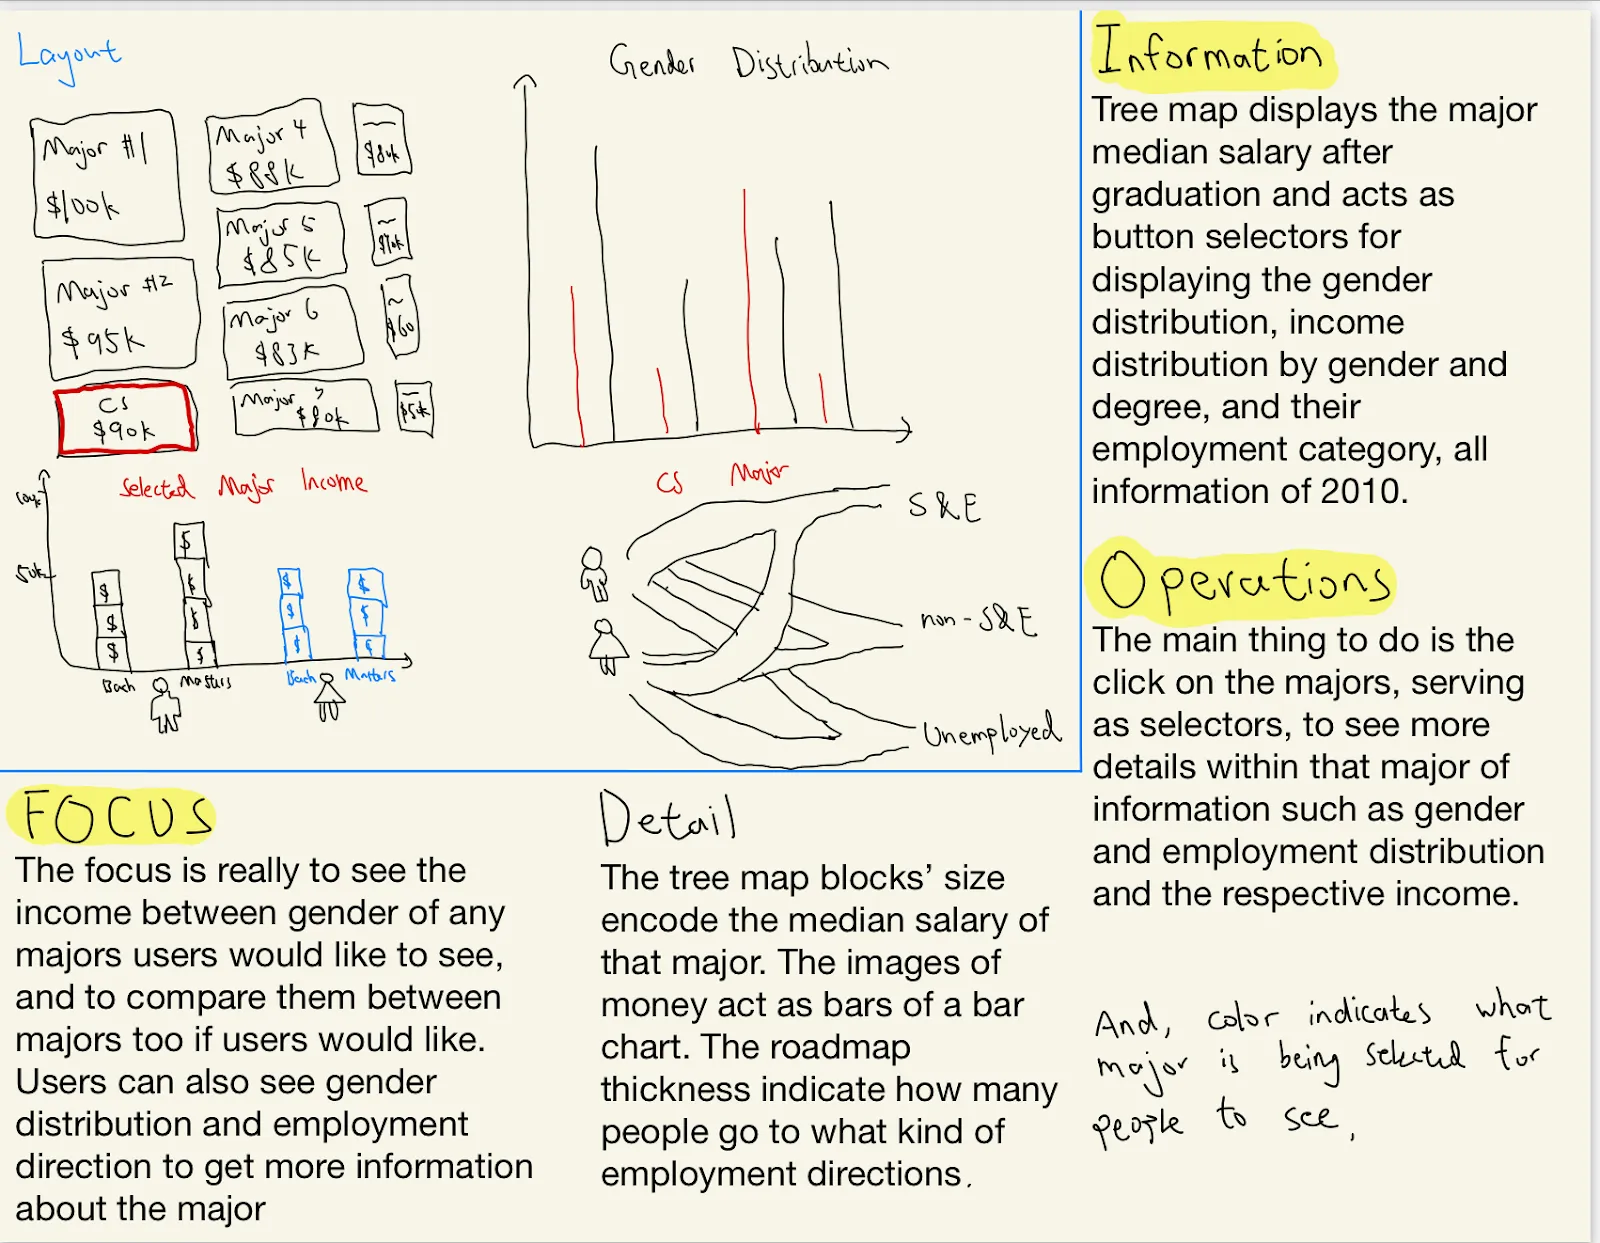 Layout
Major #1
$100k
Major #2
$95k
CS
$90k
Major 4
$88k
Major 5
$85k
Major 6
$83k
Major
$80k
$80k
$70k
$60
$50k
Selected Major Income
50k
$
$
$
$
$
$
$
$
$
$
$
$
$
Bach
Masters
Bach
Masters
Gender Distribution
CS Major
S&E
non-S&E
Unemployed
Information
Tree map displays the major
median salary after
graduation and acts as
button selectors for
displaying the gender
distribution, income
distribution by gender and
degree, and their
employment category, all
information of 2010.
Operations
The main thing to do is the
click on the majors, serving
as selectors, to see more
details within that major of
information such as gender
and employment distribution
and the respective income.
And, color indicates what
major is being selected for
people to see,
FOCUS
The focus is really to see the
income between gender of any
majors users would like to see,
and to compare them between
majors too if users would like.
Users can also see gender
distribution and employment
direction to get more information
about the major
Detail
The tree map blocks’ size
encode the median salary of
that major. The images of
money act as bars of a bar
chart. The roadmap
thickness indicate how many
people go to what kind of
employment directions.